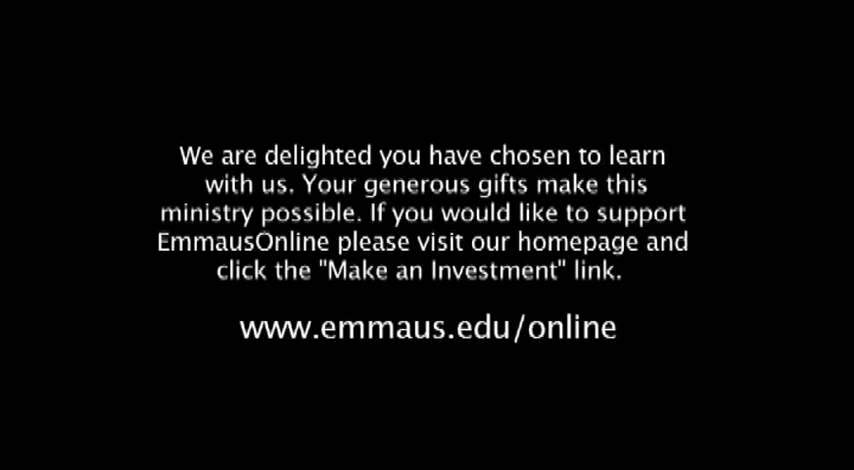 We are delighted you have chosen to learn
with us. Your generous gifts make this
ministry possible. If you would like to support
EmmausOnline please visit our homepage and
click the "Make an Investment" link.
www.emmaus.edu/online